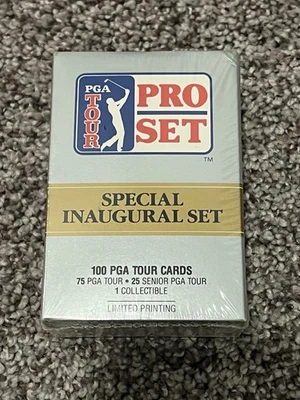 PGA
TOUR
PRO
SET
TM
SPECIAL
INAUGURAL SET
100 PGA TOUR CARDS
75 PGA TOUR • 25 SENIOR PGA TOUR
1 COLLECTIBLE
LIMITED PRINTING